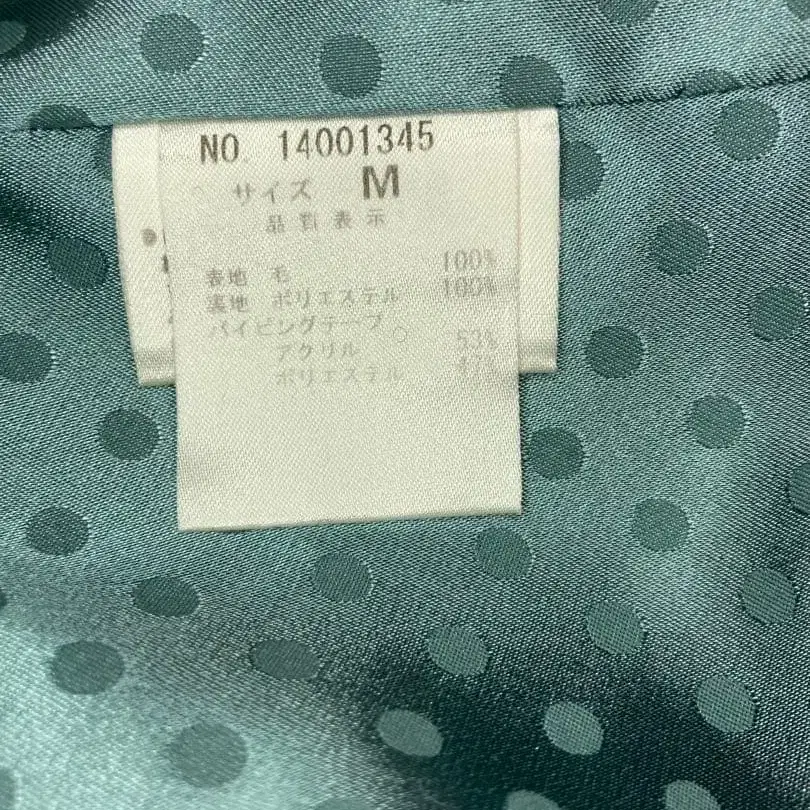 NO. 14001345
サイズ M
品質表示
表地 毛 100%
裏地 ポリエステル 100%
パイピングテープ
アクリル 53%
ポリエステル 47%